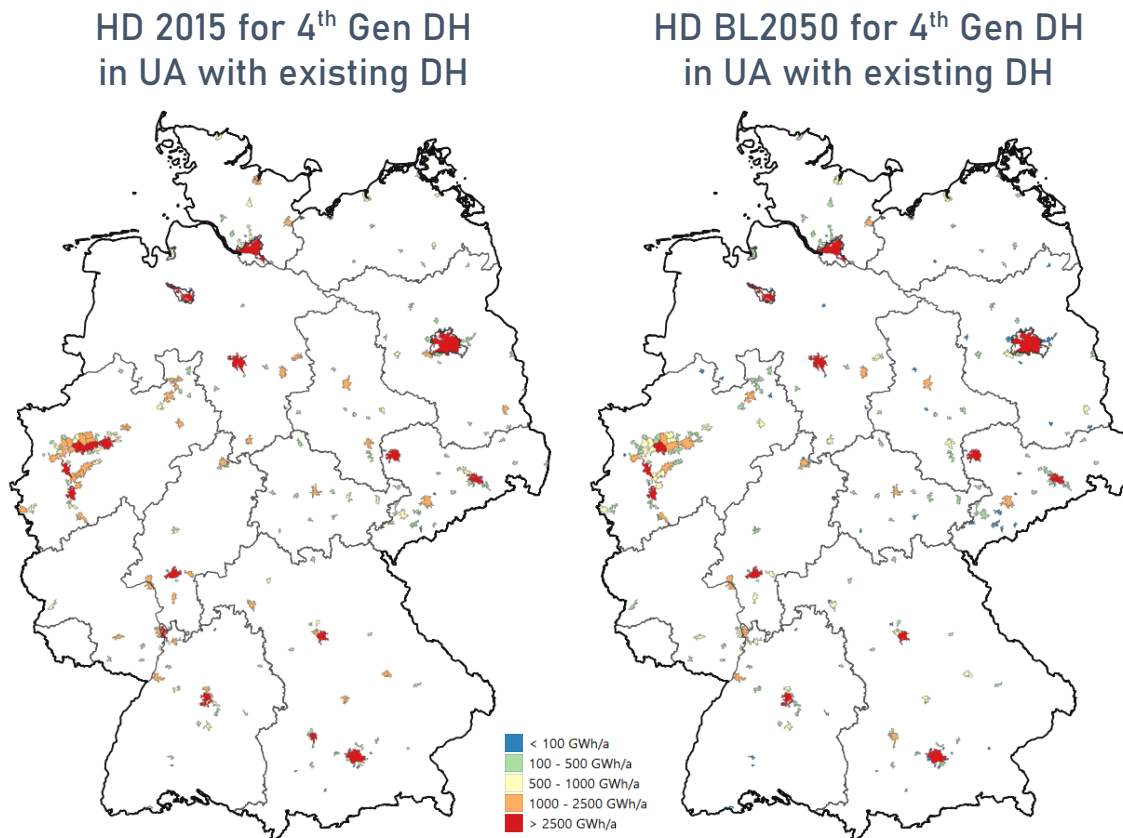 HD 2015 for 4th Gen DH
in UA with existing DH
HD BL2050 for 4th Gen DH
in UA with existing DH
< 100 GWh/a
100 - 500 GWh/a
500 - 1000 GWh/a
1000 - 2500 GWh/a
> 2500 GWh/a